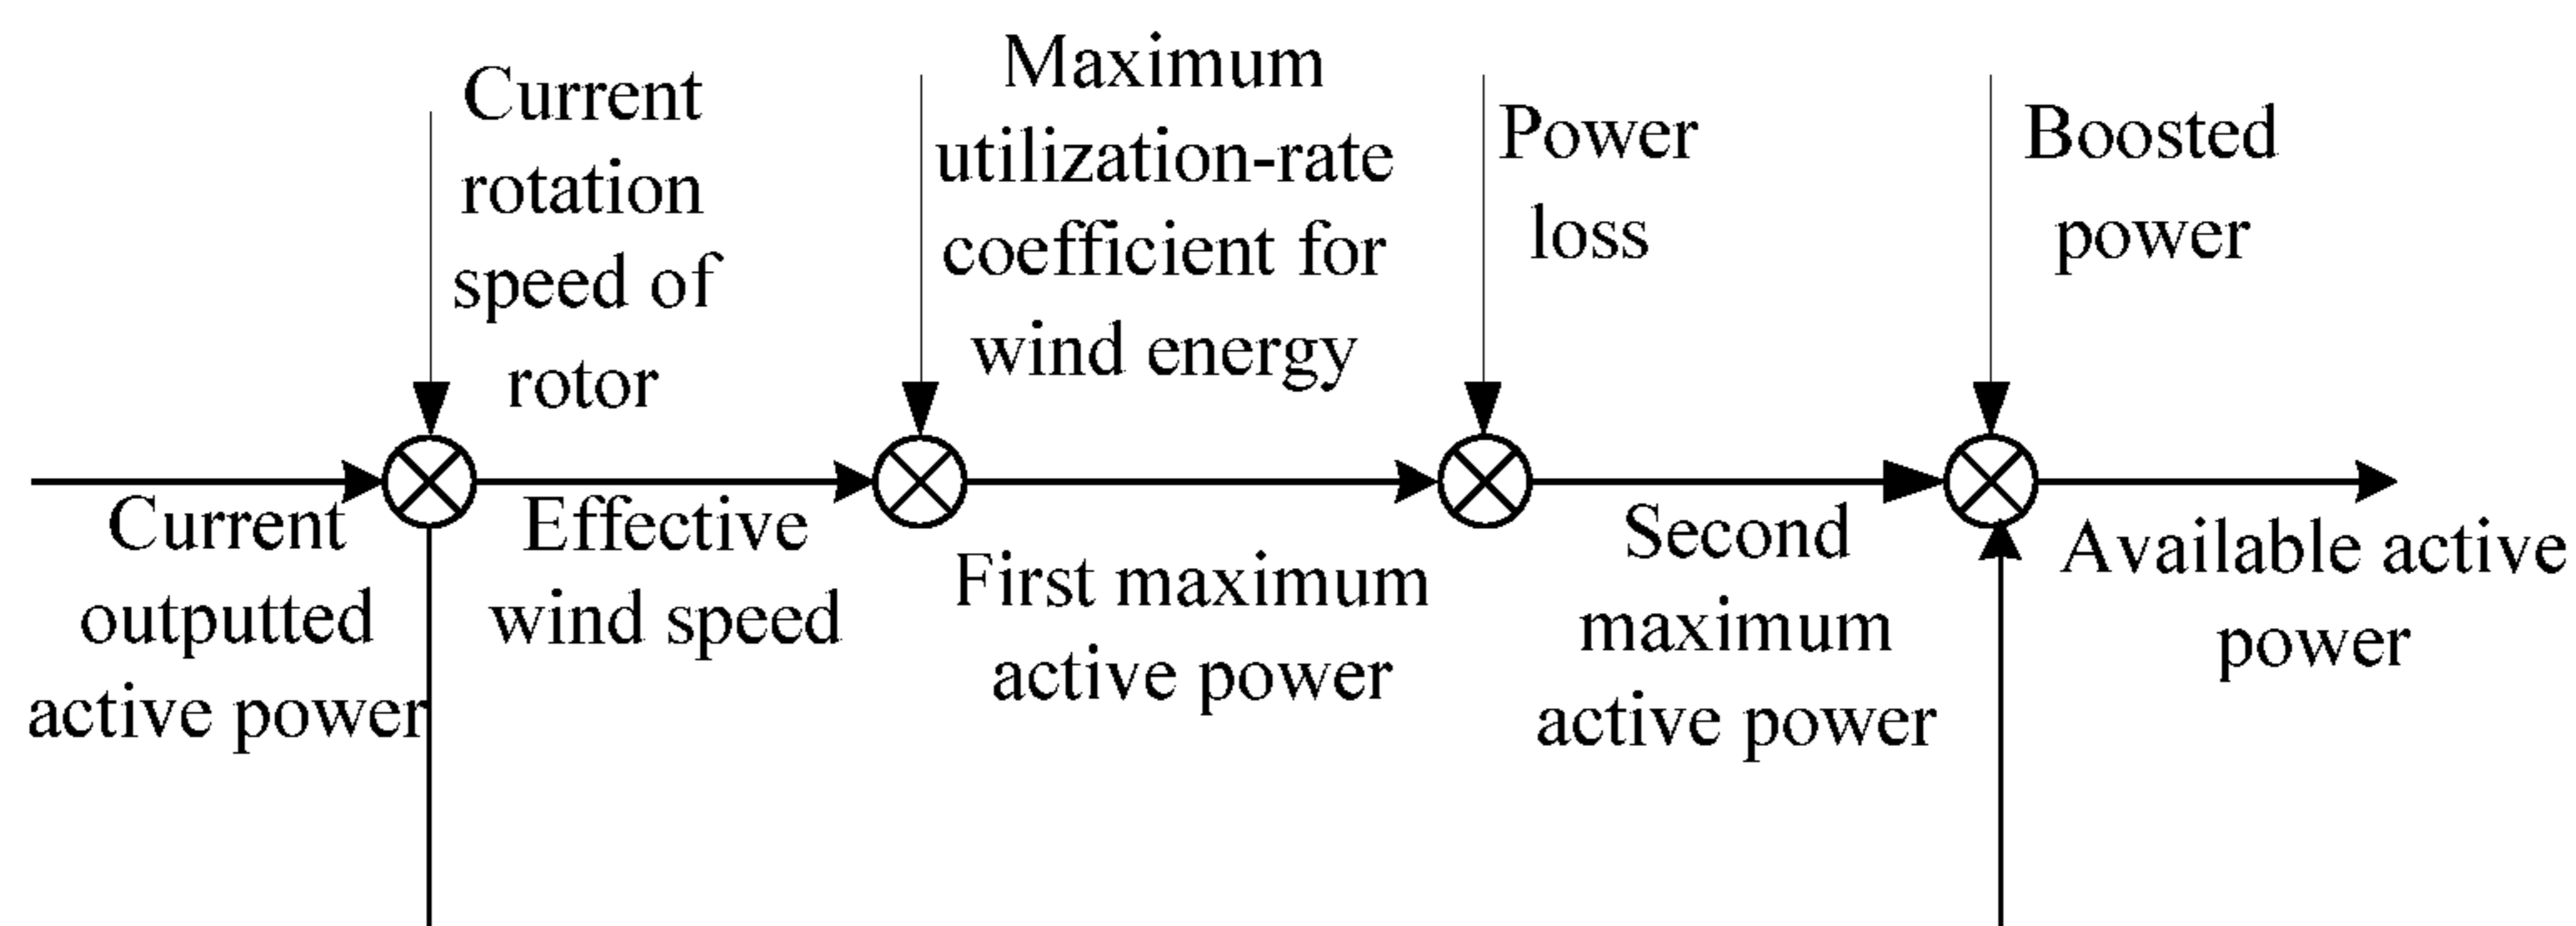 Current
rotation
speed of
rotor
Maximum
utilization-rate
coefficient for
wind energy
Power
loss
Boosted
power
Current
outputted
active power
Effective
wind speed
First maximum
active power
Second
maximum
active power
Available active
power